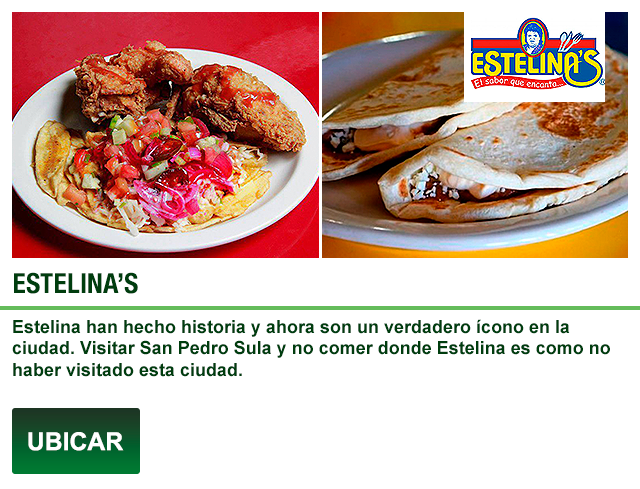 ESTELINA'S
El sabor que encanta...
ESTELINA'S
Estelina han hecho historia y ahora son un verdadero ícono en la
ciudad. Visitar San Pedro Sula y no comer donde Estelina es como no
haber visitado esta ciudad.
UBICAR